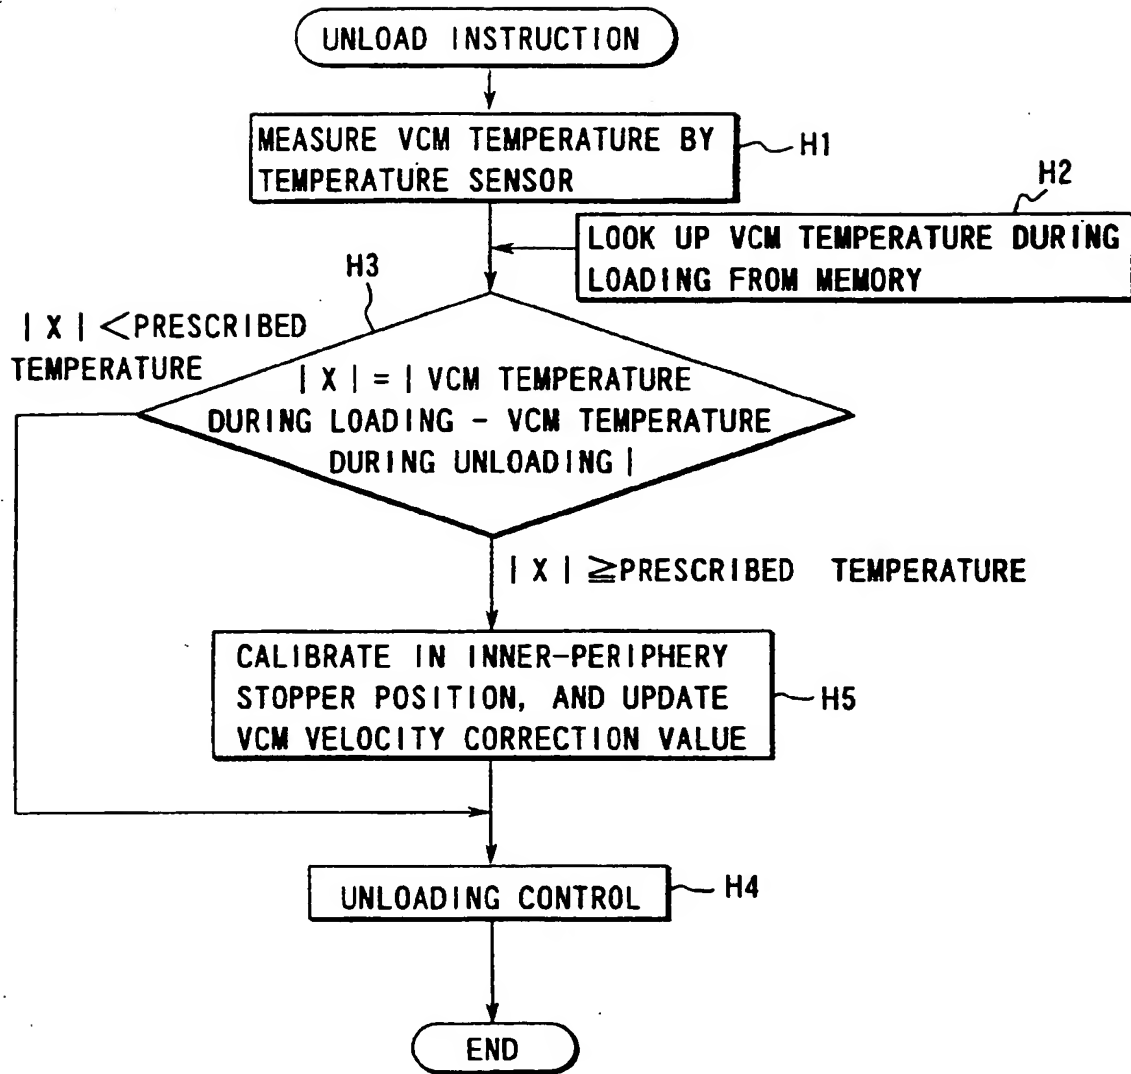 UNLOAD INSTRUCTION
MEASURE VCM TEMPERATURE BY
TEMPERATURE SENSOR
H1
H2
LOOK UP VCM TEMPERATURE DURING
LOADING FROM MEMORY
H3
| X | <PRESCRIBED
TEMPERATURE
| X | = | VCM TEMPERATURE
DURING LOADING - VCM TEMPERATURE
DURING UNLOADING |
| X | ≧PRESCRIBED TEMPERATURE
CALIBRATE IN INNER-PERIPHERY
STOPPER POSITION, AND UPDATE
VCM VELOCITY CORRECTION VALUE
H5
UNLOADING CONTROL
H4
END